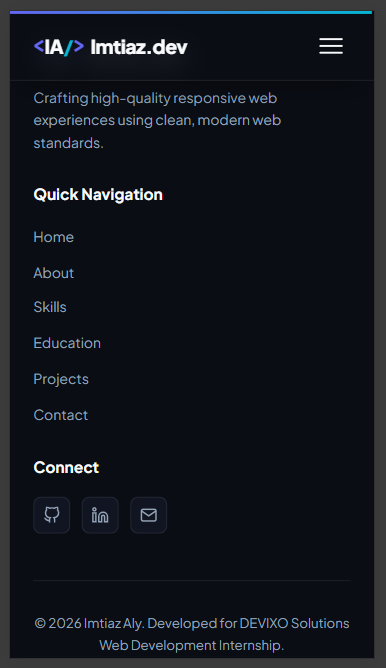 <IA/> Imtiaz.dev
Crafting high-quality responsive web
experiences using clean, modern web
standards.
Quick Navigation
Home
About
Skills
Education
Projects
Contact
Connect
© 2026 Imtiaz Aly. Developed for DEVIXO Solutions
Web Development Internship.